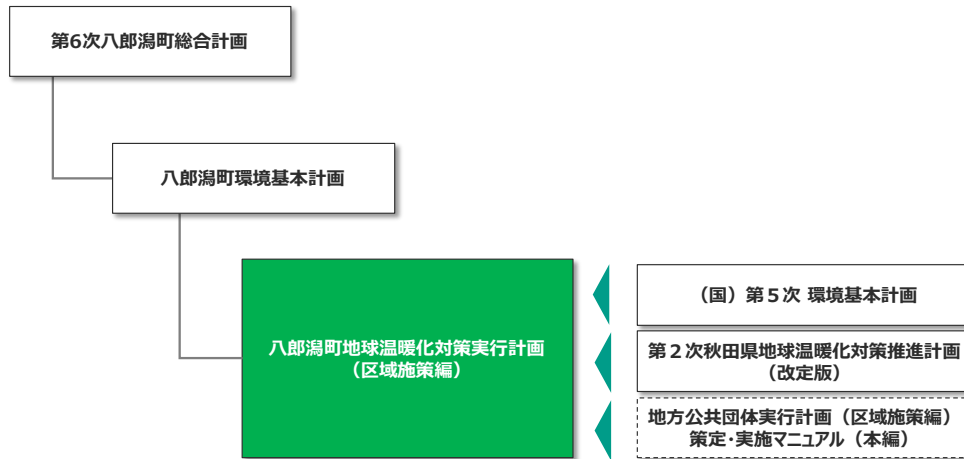 第6次八郎潟町総合計画
八郎潟町環境基本計画
八郎潟町地球温暖化対策実行計画
（区域施策編）
（国）第５次 環境基本計画
第２次秋田県地球温暖化対策推進計画
（改定版）
地方公共団体実行計画（区域施策編）
策定･実施マニュアル（本編）